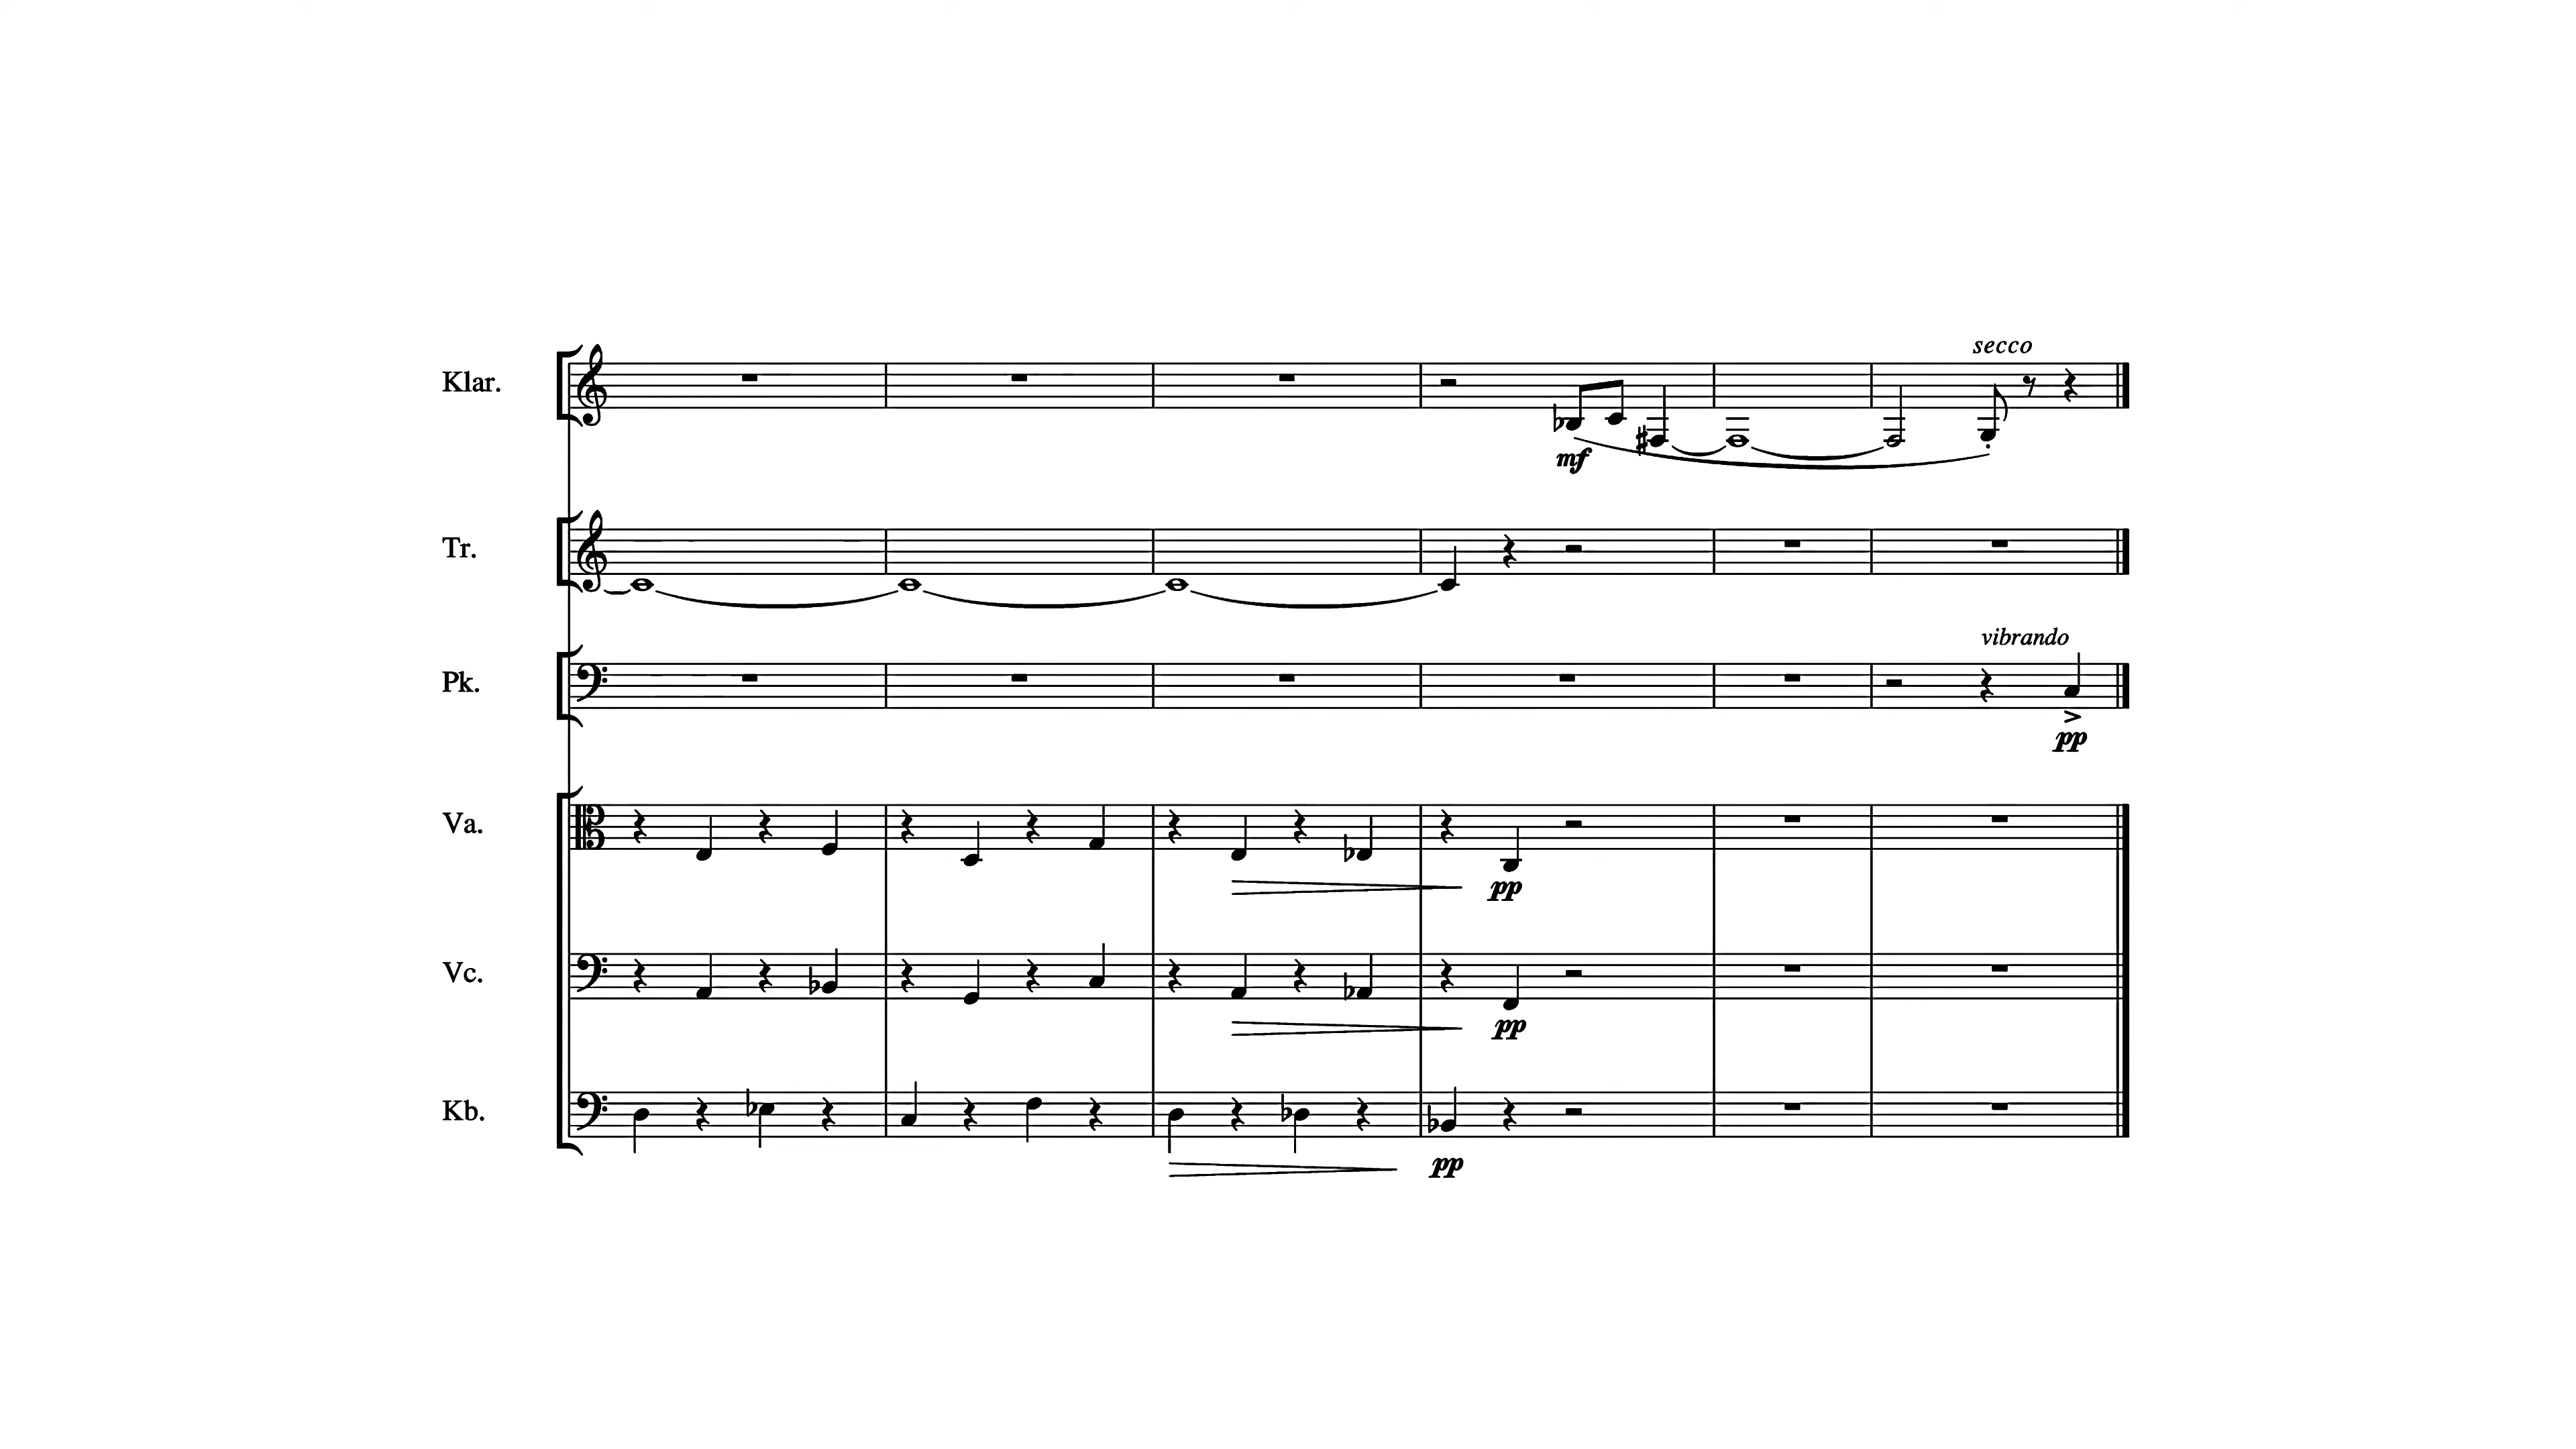 secco
Klar.
mf
Tr.
vibrando
Pk.
pp
Va.
pp
Vc.
pp
Kb.
pp